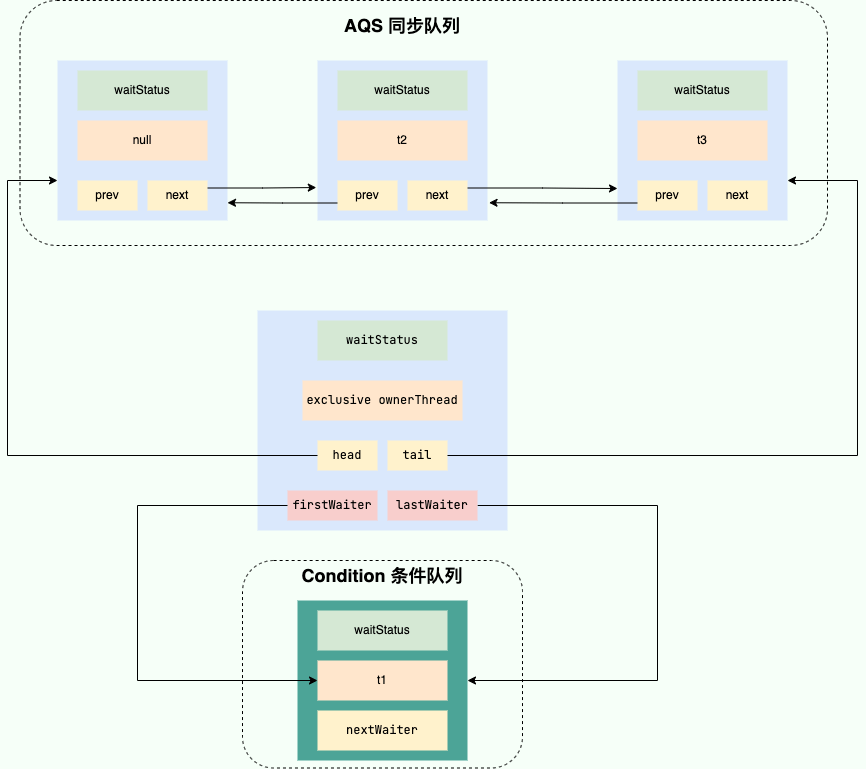 AQS 同步队列
waitStatus
waitStatus
waitStatus
null
t2
t3
prev next
prev next
prev next
waitStatus
exclusive ownerThread
head tail
firstWaiter lastWaiter
Condition 条件队列
waitStatus
t1
nextWaiter